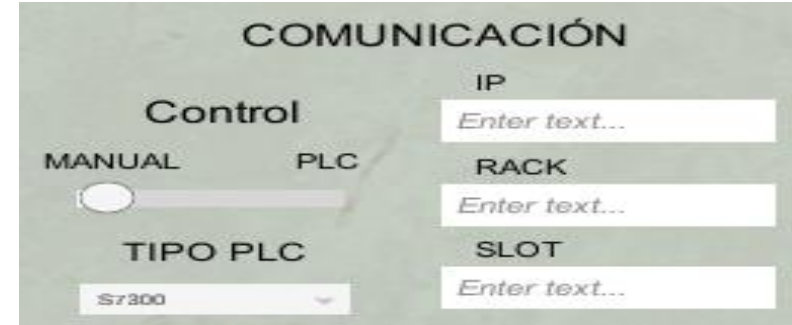 COMUNICACIÓN
Control
MANUAL PLC
TIPO PLC
S7300
IP
Enter text...
RACK
Enter text...
SLOT
Enter text...